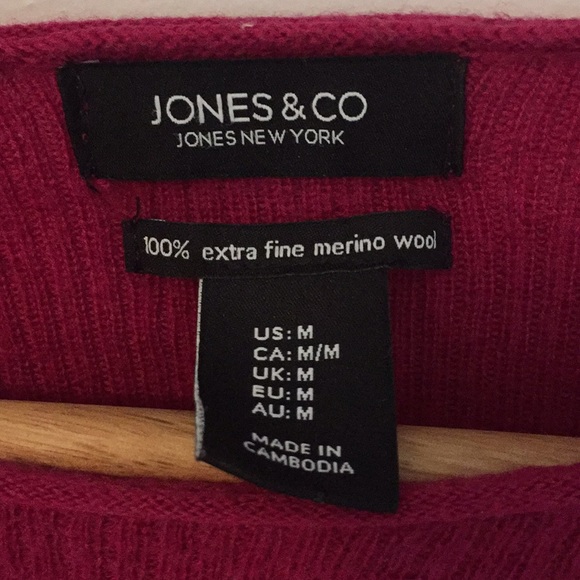 JONES & CO
JONES NEW YORK
100% extra fine merino wool
US: M
CA: M/M
UK: M
EU: M
AU: M
MADE IN
CAMBODIA